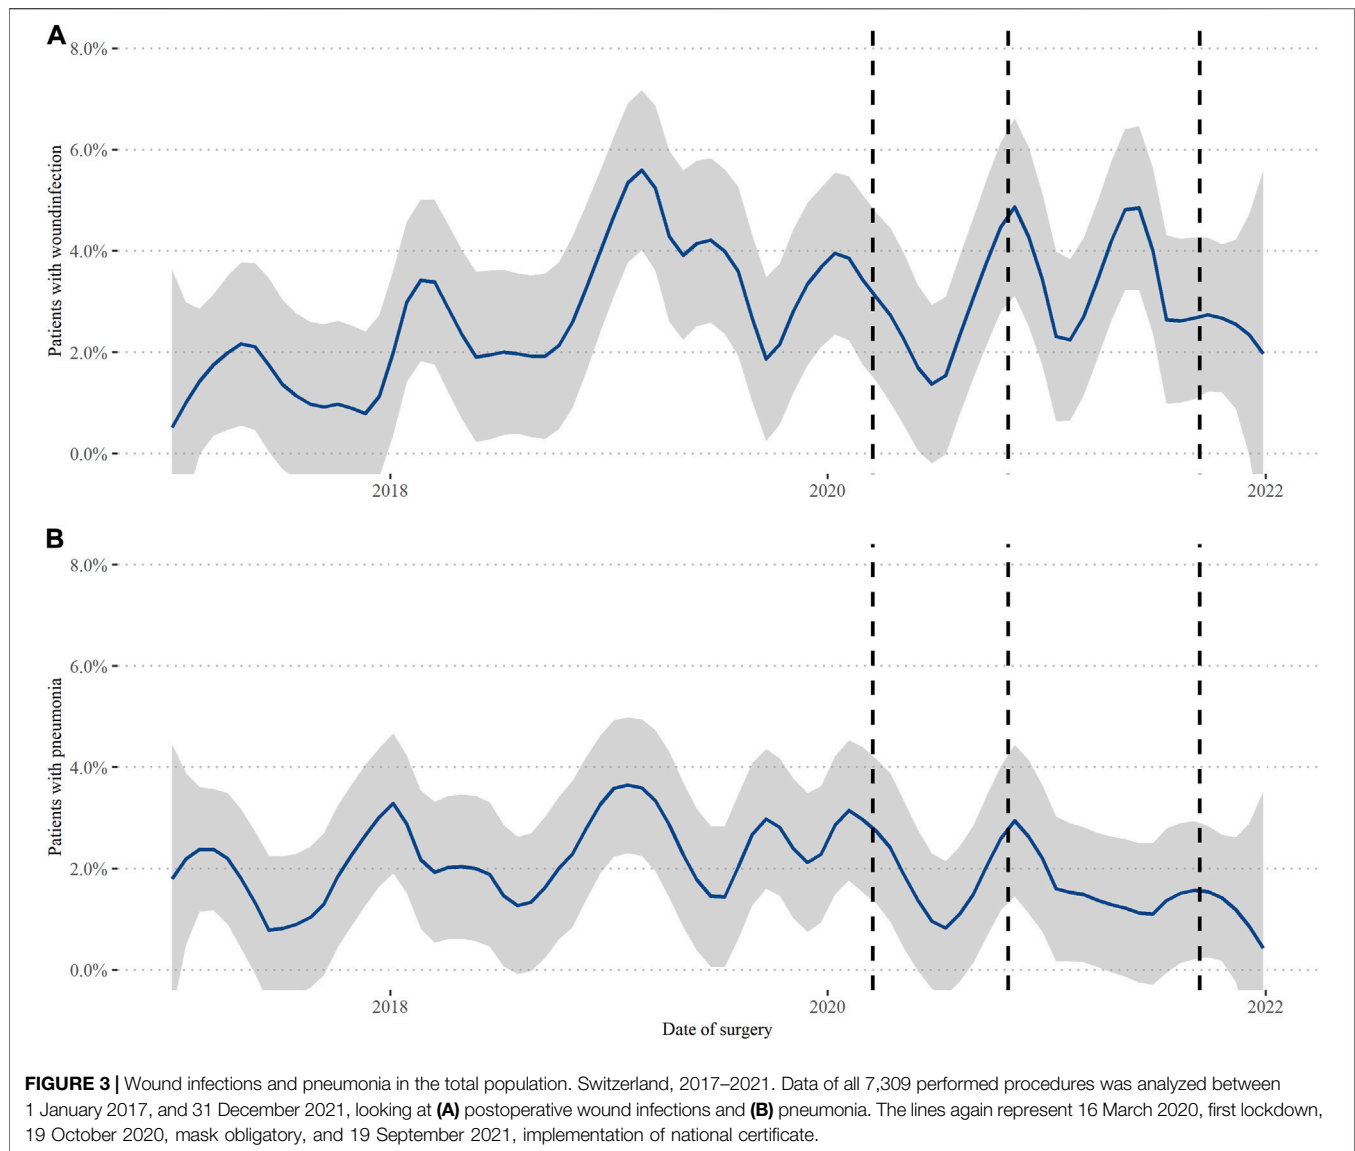 A
8.0%
6.0%
4.0%
2.0%
0.0%
Patients with woundinfection
2018
2020
2022
B
8.0%
6.0%
4.0%
2.0%
0.0%
Patients with pneumonia
2018
2020
2022
Date of surgery
FIGURE 3 | Wound infections and pneumonia in the total population. Switzerland, 2017–2021. Data of all 7,309 performed procedures was analyzed between
1 January 2017, and 31 December 2021, looking at (A) postoperative wound infections and (B) pneumonia. The lines again represent 16 March 2020, first lockdown,
19 October 2020, mask obligatory, and 19 September 2021, implementation of national certificate.